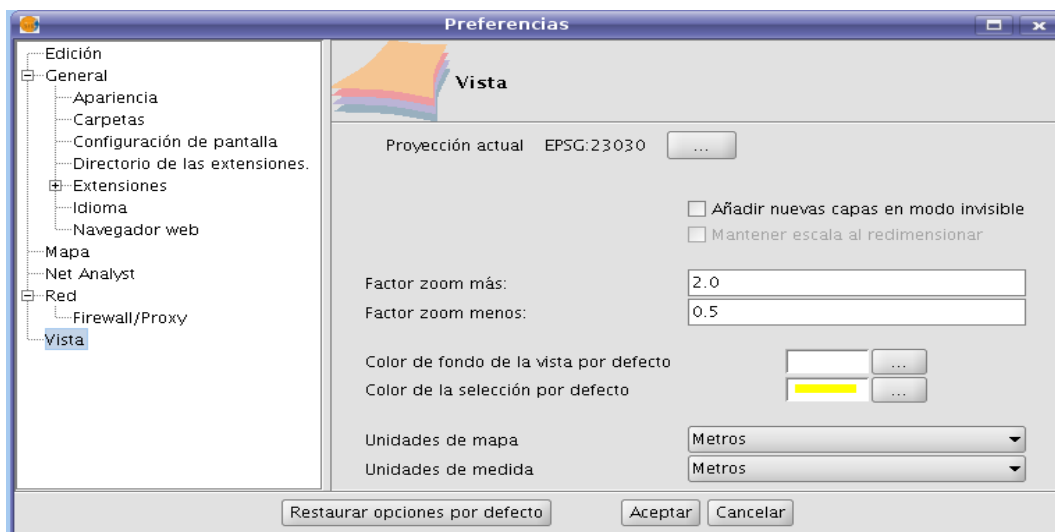 Preferencias
Edición
General
Apariencia
Carpetas
Configuración de pantalla
Directorio de las extensiones.
Extensiones
Idioma
Navegador web
Mapa
Net Analyst
Red
Firewall/Proxy
Vista
Vista
Proyección actual EPSG:23030 ...
Añadir nuevas capas en modo invisible
Mantener escala al redimensionar
Factor zoom más: 2.0
Factor zoom menos: 0.5
Color de fondo de la vista por defecto ...
Color de la selección por defecto ...
Unidades de mapa Metros
Unidades de medida Metros
Restaurar opciones por defecto Aceptar Cancelar